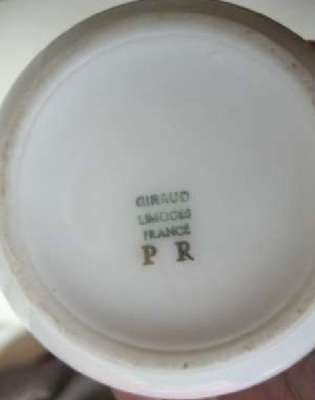 GIRAUD
LIMOGES
FRANCE
P R